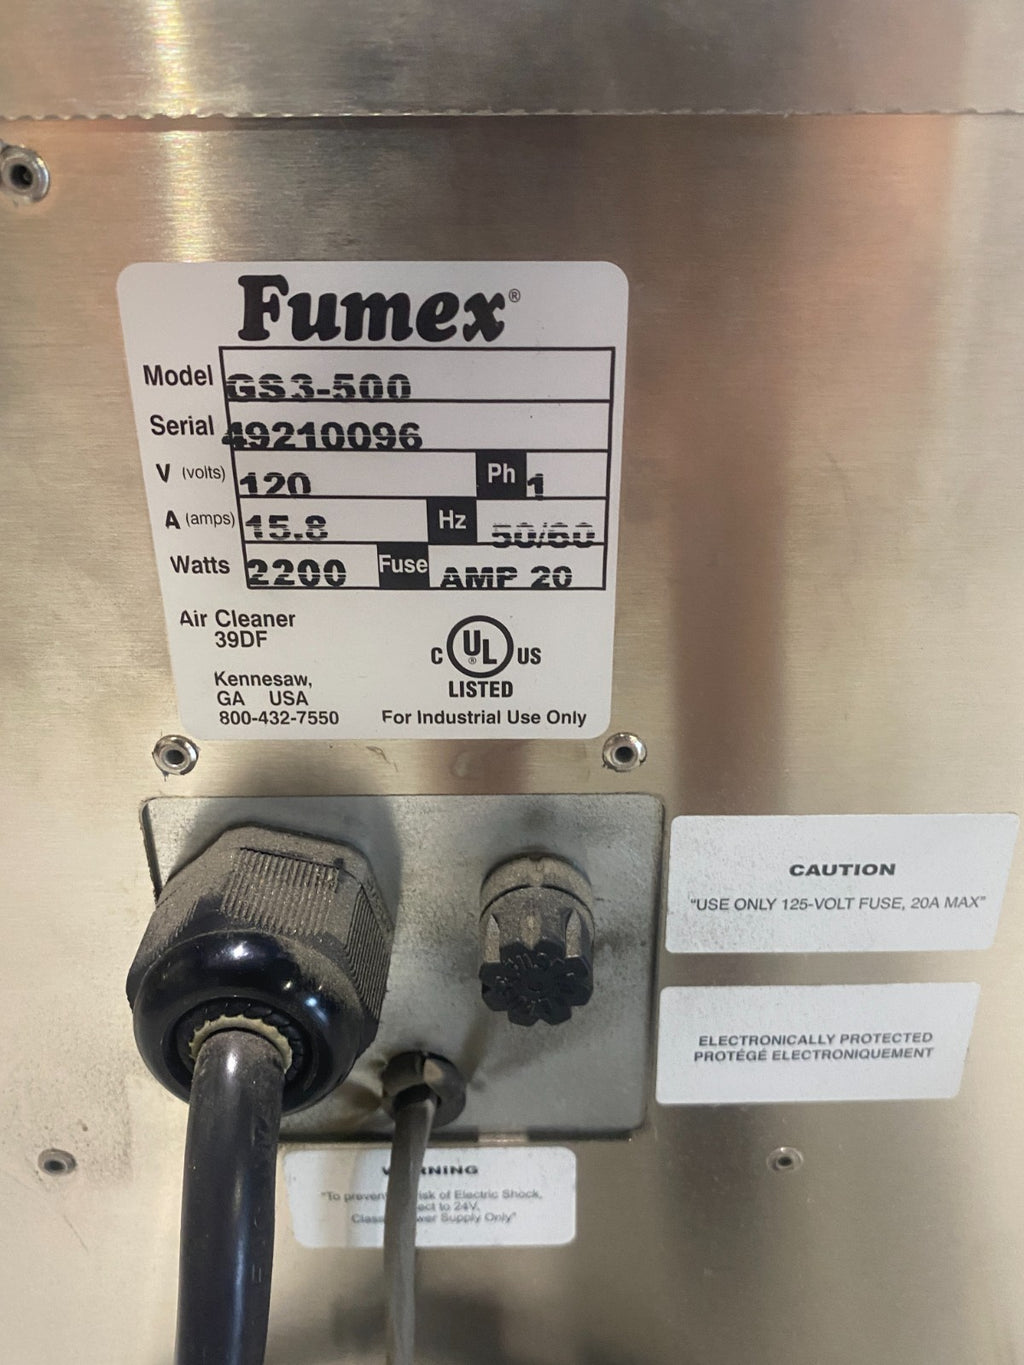 Fumex®
Model GS3-500
Serial 49210096
V (volts) 120 Ph 1
A (amps) 15.8 Hz 50/60
Watts 2200 Fuse AMP 20
Air Cleaner
39DF
C UL® US
LISTED
Kennesaw,
GA USA
800-432-7550
For Industrial Use Only
CAUTION
"USE ONLY 125-VOLT FUSE, 20A MAX"
ELECTRONICALLY PROTECTED
PROTÉGÉ ELECTRONIQUEMENT
"To prevent of Electric Shock,
to 24V,
Supply Only"